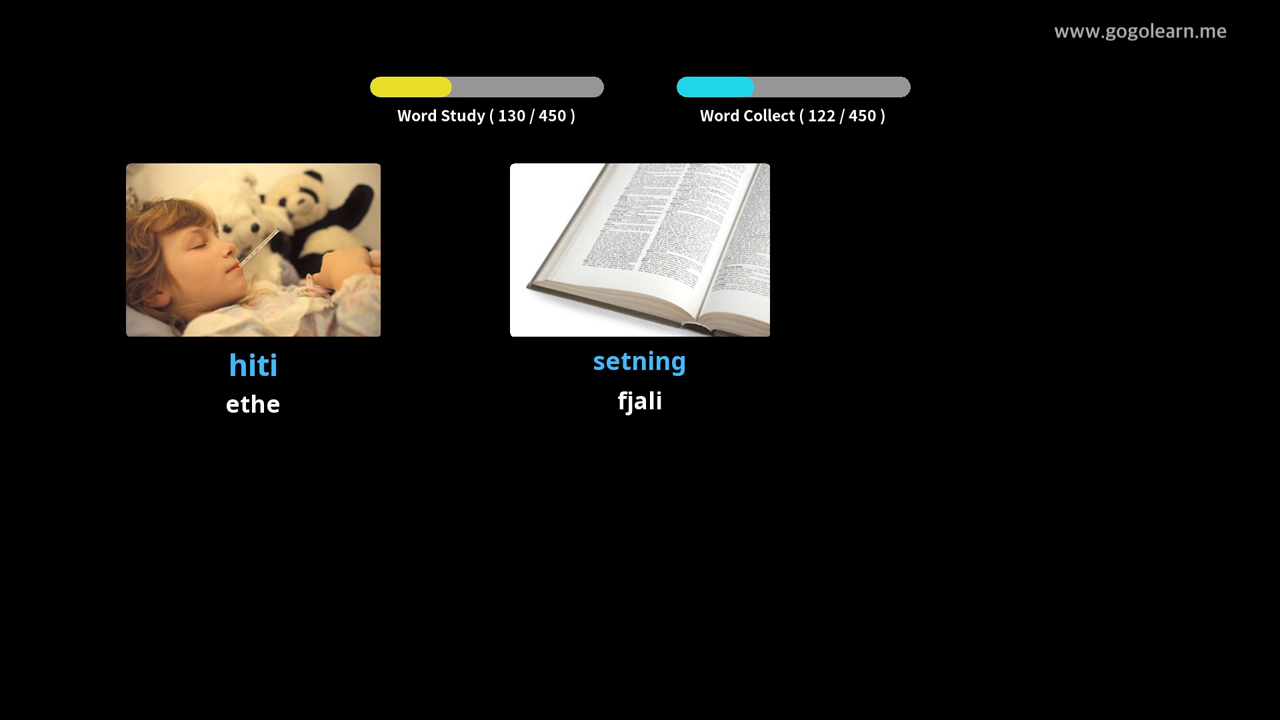 www.gogolearn.me
Word Study ( 130 / 450 )
Word Collect ( 122 / 450 )
hiti
ethe
setning
fjali